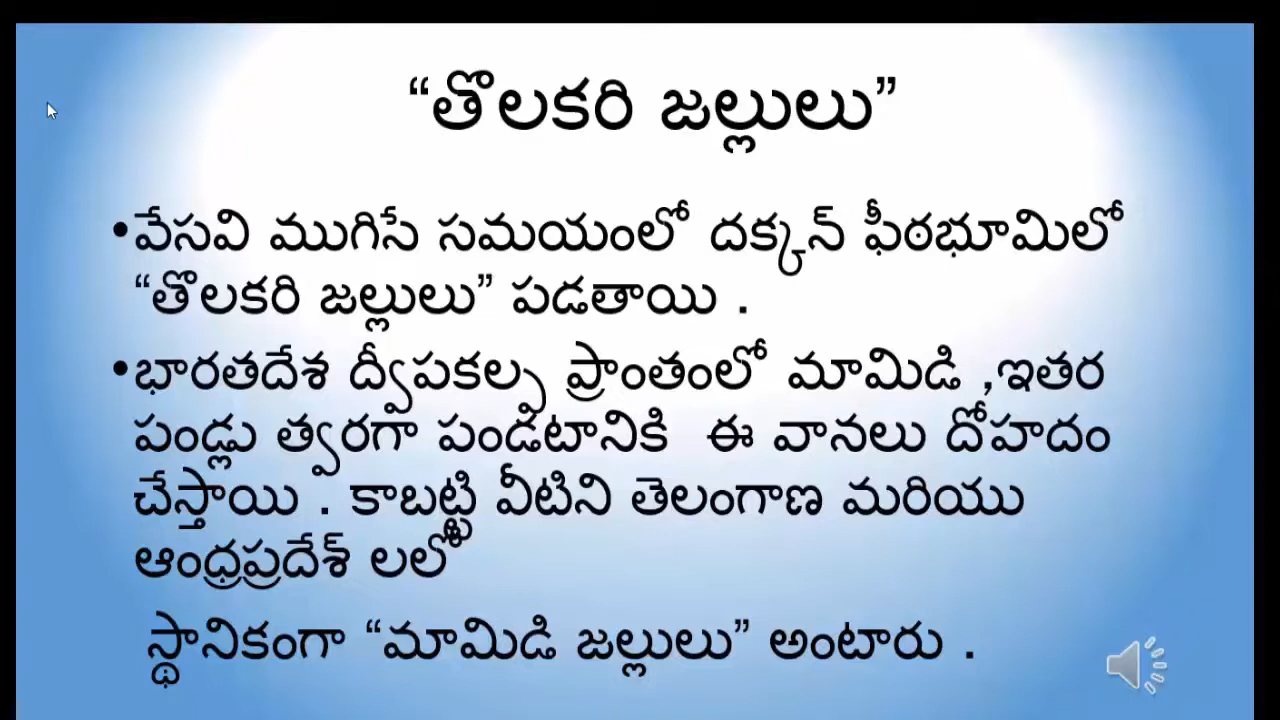 “తొలకరి జల్లులు”
•వేసవి ముగిసే సమయంలో దక్కన్ పీఠభూమిలో
“తొలకరి జల్లులు” పడతాయి .
•భారతదేశ ద్వీపకల్ప ప్రాంతంలో మామిడి ,ఇతర
పండ్లు త్వరగా పండటానికి ఈ వానలు దోహదం
చేస్తాయి . కాబట్టి వీటిని తెలంగాణ మరియు
ఆంధ్రప్రదేశ్ లలో
స్థానికంగా “మామిడి జల్లులు” అంటారు .